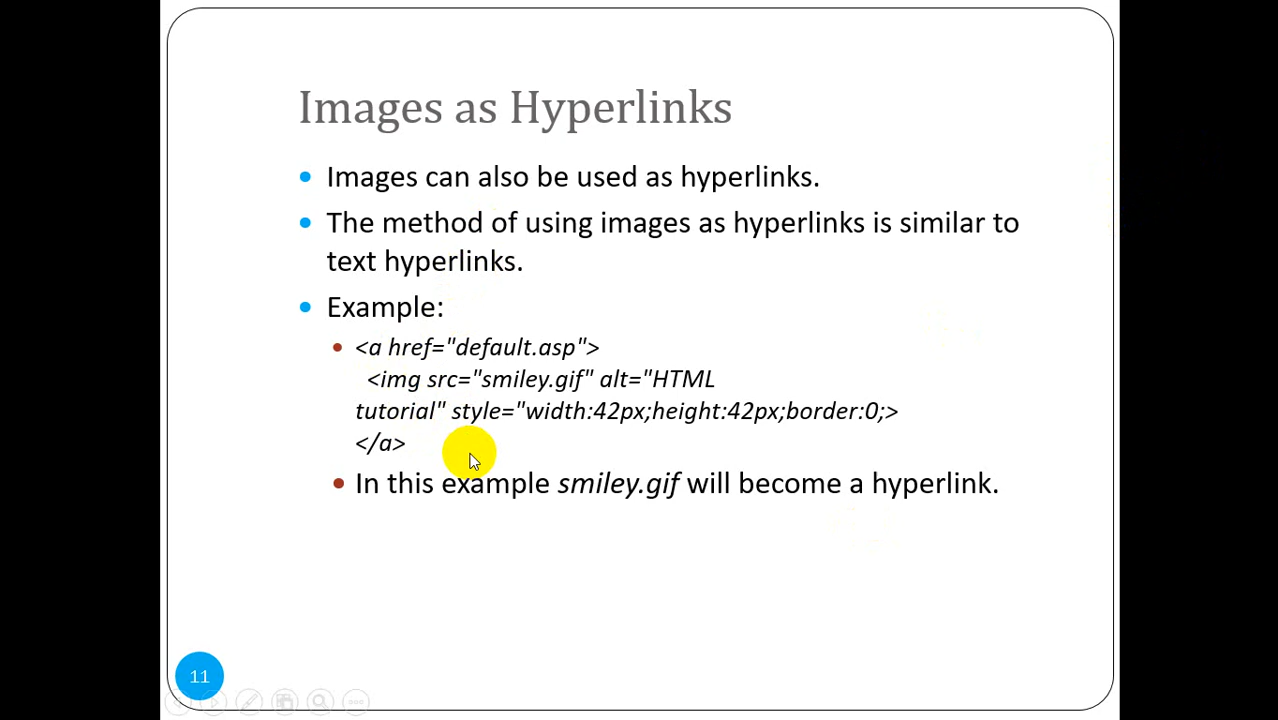 Images as Hyperlinks
Images can also be used as hyperlinks.
The method of using images as hyperlinks is similar to
text hyperlinks.
Example:
<a href="default.asp">
<img src="smiley.gif" alt="HTML
tutorial" style="width:42px;height:42px;border:0;>
</a>
In this example smiley.gif will become a hyperlink.
11